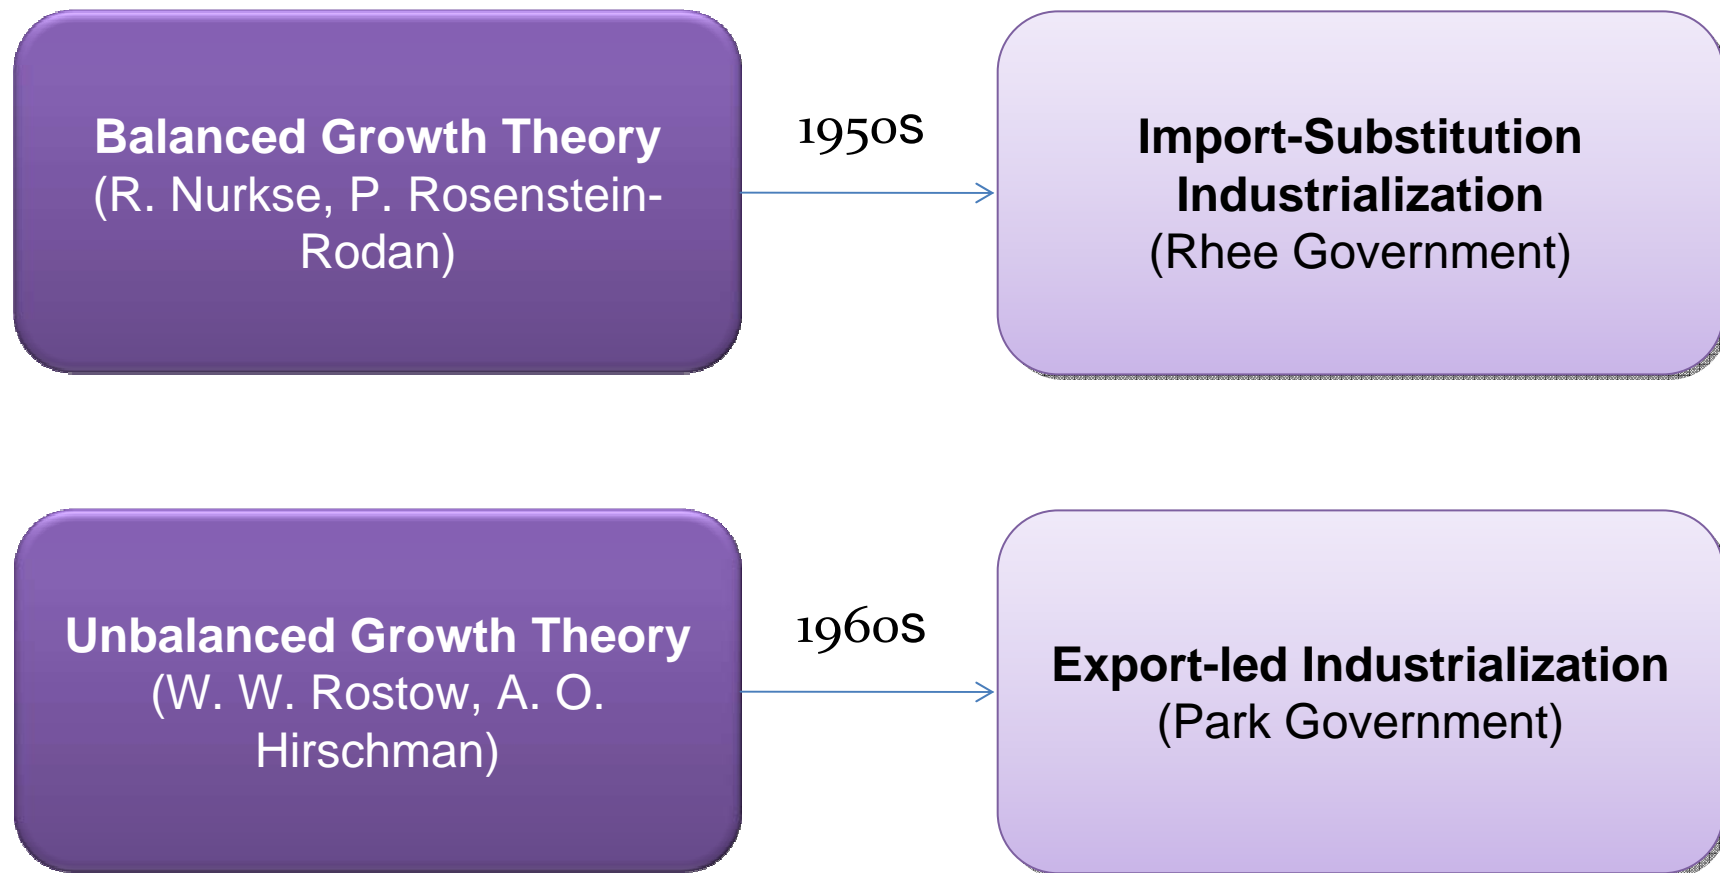 Balanced Growth Theory
(R. Nurkse, P. Rosenstein-
Rodan)
1950s
Import-Substitution
Industrialization
(Rhee Government)
Unbalanced Growth Theory
(W. W. Rostow, A. O.
Hirschman)
1960s
Export-led Industrialization
(Park Government)